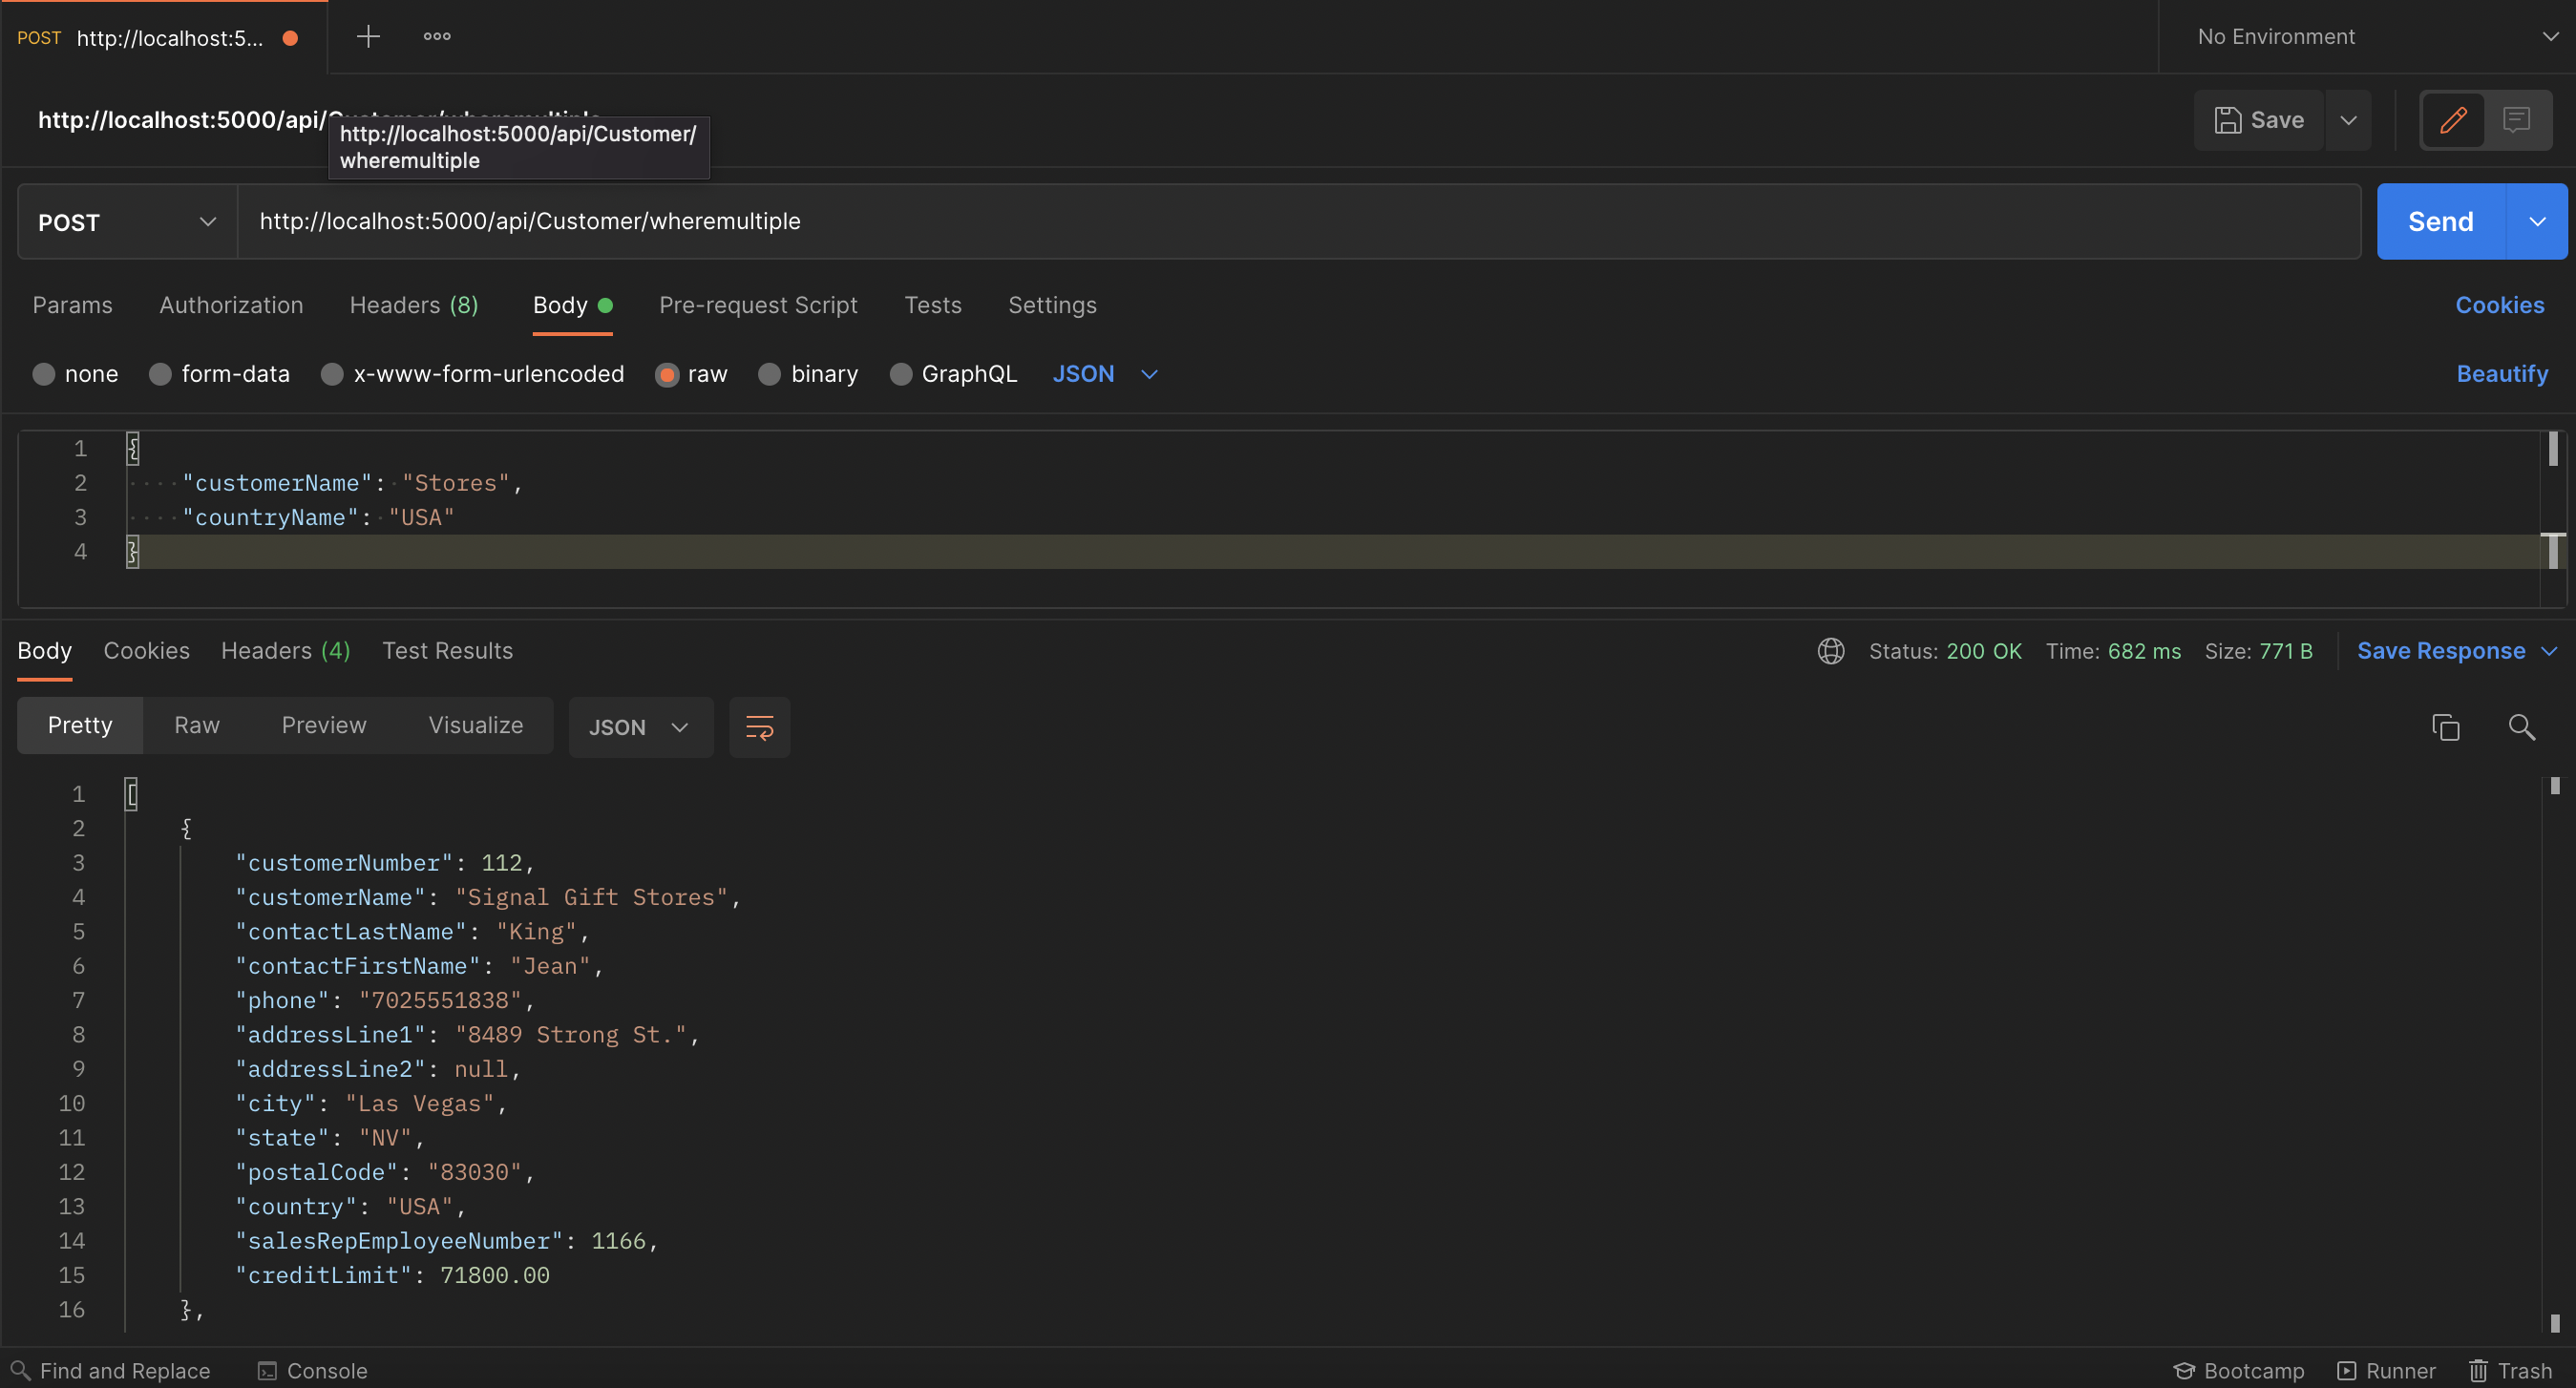 POST http://localhost:5... No Environment
http://localhost:5000/api/
http://localhost:5000/api/Customer/
wheremultiple
Save
POST http://localhost:5000/api/Customer/wheremultiple Send
Params Authorization Headers (8) Body Pre-request Script Tests Settings Cookies
none form-data x-www-form-urlencoded raw binary GraphQL JSON Beautify
1 {
2 "customerName": "Stores",
3 "countryName": "USA"
4 }
Body Cookies Headers (4) Test Results Status: 200 OK Time: 682 ms Size: 771 B Save Response
Pretty Raw Preview Visualize JSON
1 [
2 {
3 "customerNumber": 112,
4 "customerName": "Signal Gift Stores",
5 "contactLastName": "King",
6 "contactFirstName": "Jean",
7 "phone": "7025551838",
8 "addressLine1": "8489 Strong St.",
9 "addressLine2": null,
10 "city": "Las Vegas",
11 "state": "NV",
12 "postalCode": "83030",
13 "country": "USA",
14 "salesRepEmployeeNumber": 1166,
15 "creditLimit": 71800.00
16 },
Find and Replace Console Bootcamp Runner Trash